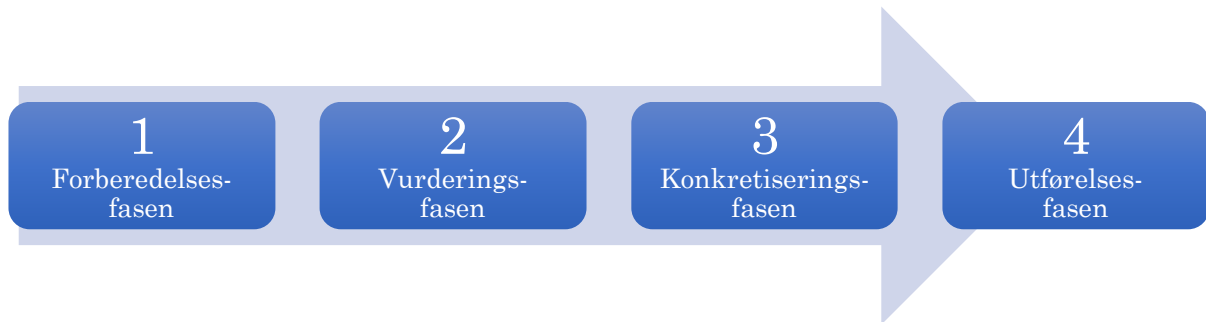 1
Forberedelses-
fasen
2
Vurderings-
fasen
3
Konkretiserings-
fasen
4
Utførelses-
fasen